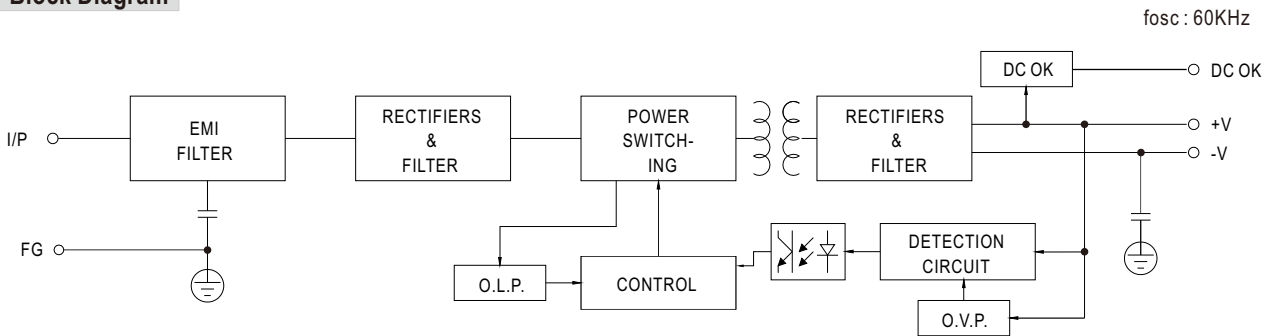 Block Diagram
fosc : 60KHz
DC OK
DC OK
I/P
EMI
FILTER
RECTIFIERS
&
FILTER
POWER
SWITCH-
ING
RECTIFIERS
&
FILTER
+V
-V
FG
O.L.P.
CONTROL
DETECTION
CIRCUIT
O.V.P.